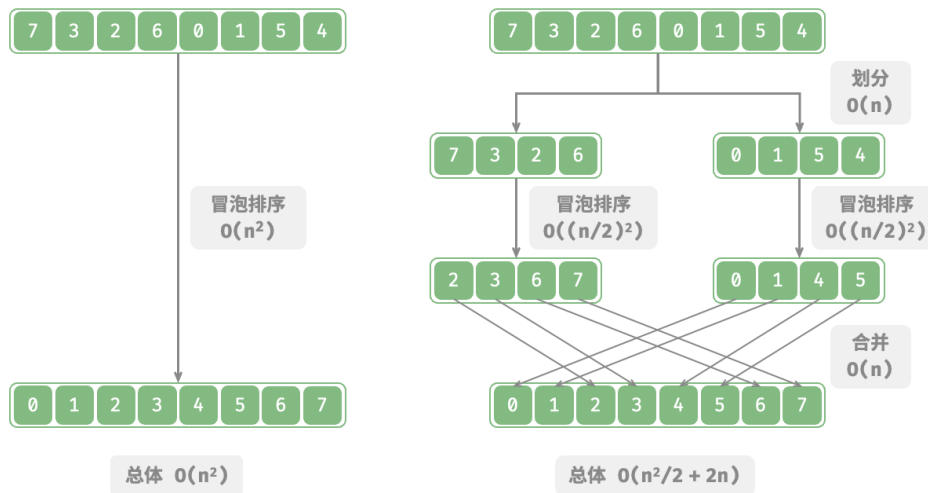 7 3 2 6 0 1 5 4
冒泡排序
O(n²)
0 1 2 3 4 5 6 7
总体 O(n²)
7 3 2 6 0 1 5 4
划分
O(n)
7 3 2 6
0 1 5 4
冒泡排序
O((n/2)²)
冒泡排序
O((n/2)²)
2 3 6 7
0 1 4 5
合并
O(n)
0 1 2 3 4 5 6 7
总体 O(n²/2 + 2n)